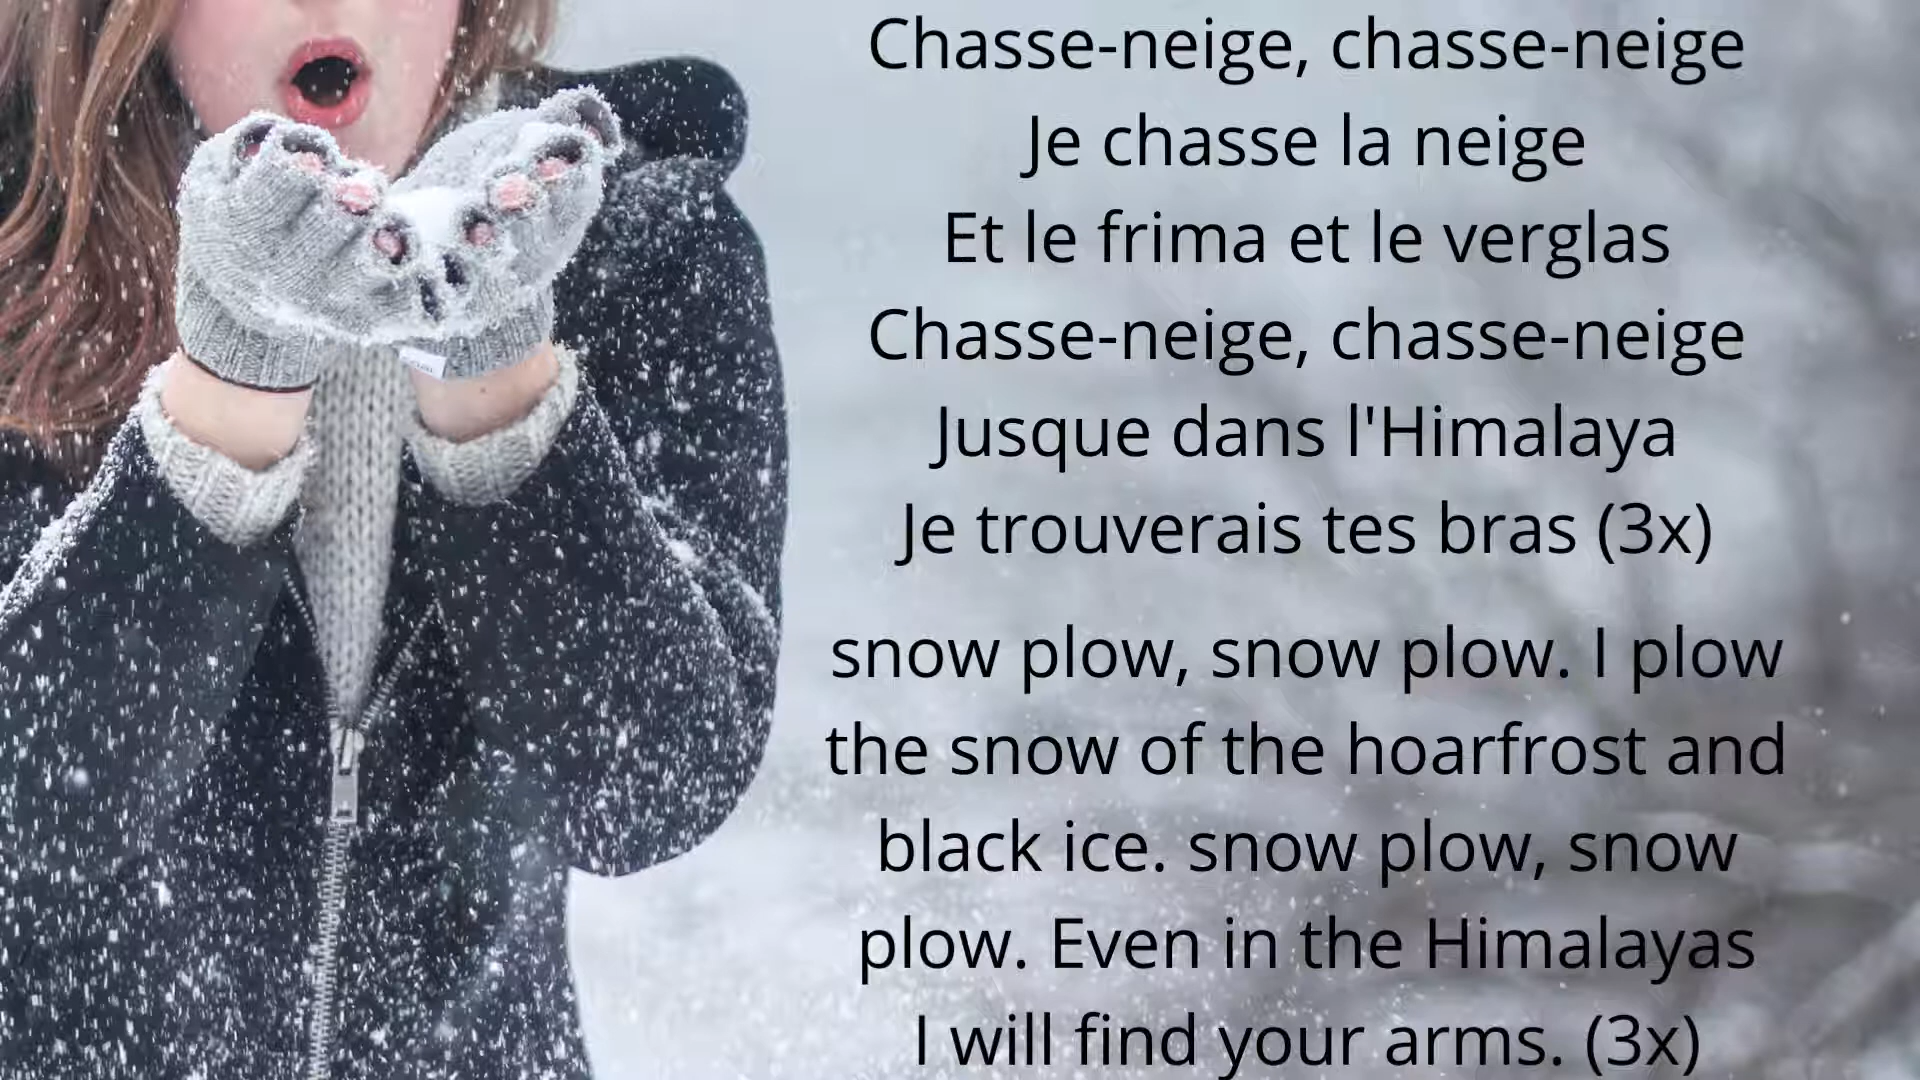 Chasse-neige, chasse-neige
Je chasse la neige
Et le frima et le verglas
Chasse-neige, chasse-neige
Jusque dans l'Himalaya
Je trouverais tes bras (3x)
snow plow, snow plow. I plow
the snow of the hoarfrost and
black ice. snow plow, snow
plow. Even in the Himalayas
I will find your arms. (3x)